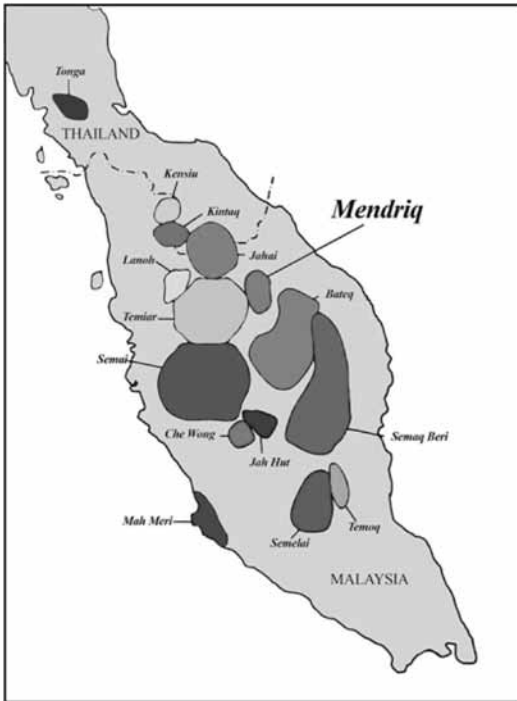 Tonga
THAILAND
Kensiu
Kintaq
Mendriq
Jahai
Lanoh
Bateq
Temiar
Semai
Che Wong
Semaq Beri
Jah Hut
Mah Meri
Temoq
Semelai
MALAYSIA